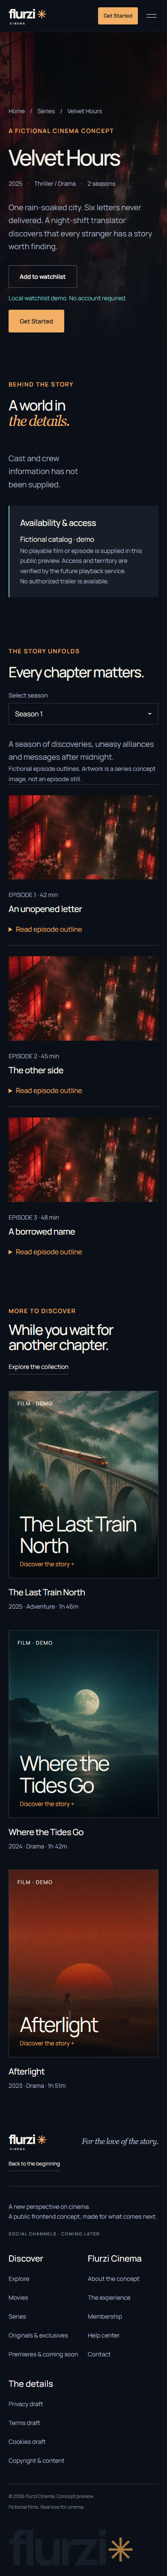 flurzi
CINEMA
Get Started
Home / Series / Velvet Hours
A FICTIONAL CINEMA CONCEPT
Velvet Hours
2025 · Thriller / Drama · 2 seasons
One rain-soaked city. Six letters never
delivered. A night-shift translator
discovers that every stranger has a story
worth finding.
Add to watchlist
Local watchlist demo. No account required.
Get Started
BEHIND THE STORY
A world in
the details.
Cast and crew
information has not
been supplied.
Availability & access
Fictional catalog · demo
No playable film or episode is supplied in this
public preview. Access and territory are
verified by the future playback service.
No authorized trailer is available.
THE STORY UNFOLDS
Every chapter matters.
Select season
Season 1
A season of discoveries, uneasy alliances
and messages after midnight.
Fictional episode outlines. Artwork is a series concept
image, not an episode still.
EPISODE 1 · 42 min
An unopened letter
Read episode outline
EPISODE 2 · 45 min
The other side
Read episode outline
EPISODE 3 · 48 min
A borrowed name
Read episode outline
MORE TO DISCOVER
While you wait for
another chapter.
Explore the collection
FILM · DEMO
The Last Train
North
Discover the story +
The Last Train North
2025 · Adventure · 1h 46m
FILM · DEMO
Where the
Tides Go
Discover the story +
Where the Tides Go
2024 · Drama · 1h 42m
FILM · DEMO
Afterlight
Discover the story +
Afterlight
2023 · Drama · 1h 51m
flurzi
CINEMA
For the love of the story.
Back to the beginning
A new perspective on cinema.
A public frontend concept, made for what comes next.
SOCIAL CHANNELS · COMING LATER
Discover
Explore
Movies
Series
Originals & exclusives
Premieres & coming soon
Flurzi Cinema
About the concept
The experience
Membership
Help center
Contact
The details
Privacy draft
Terms draft
Cookies draft
Copyright & content
© 2026 Flurzi Cinema. Concept preview.
Fictional films. Real love for cinema.
flurzi